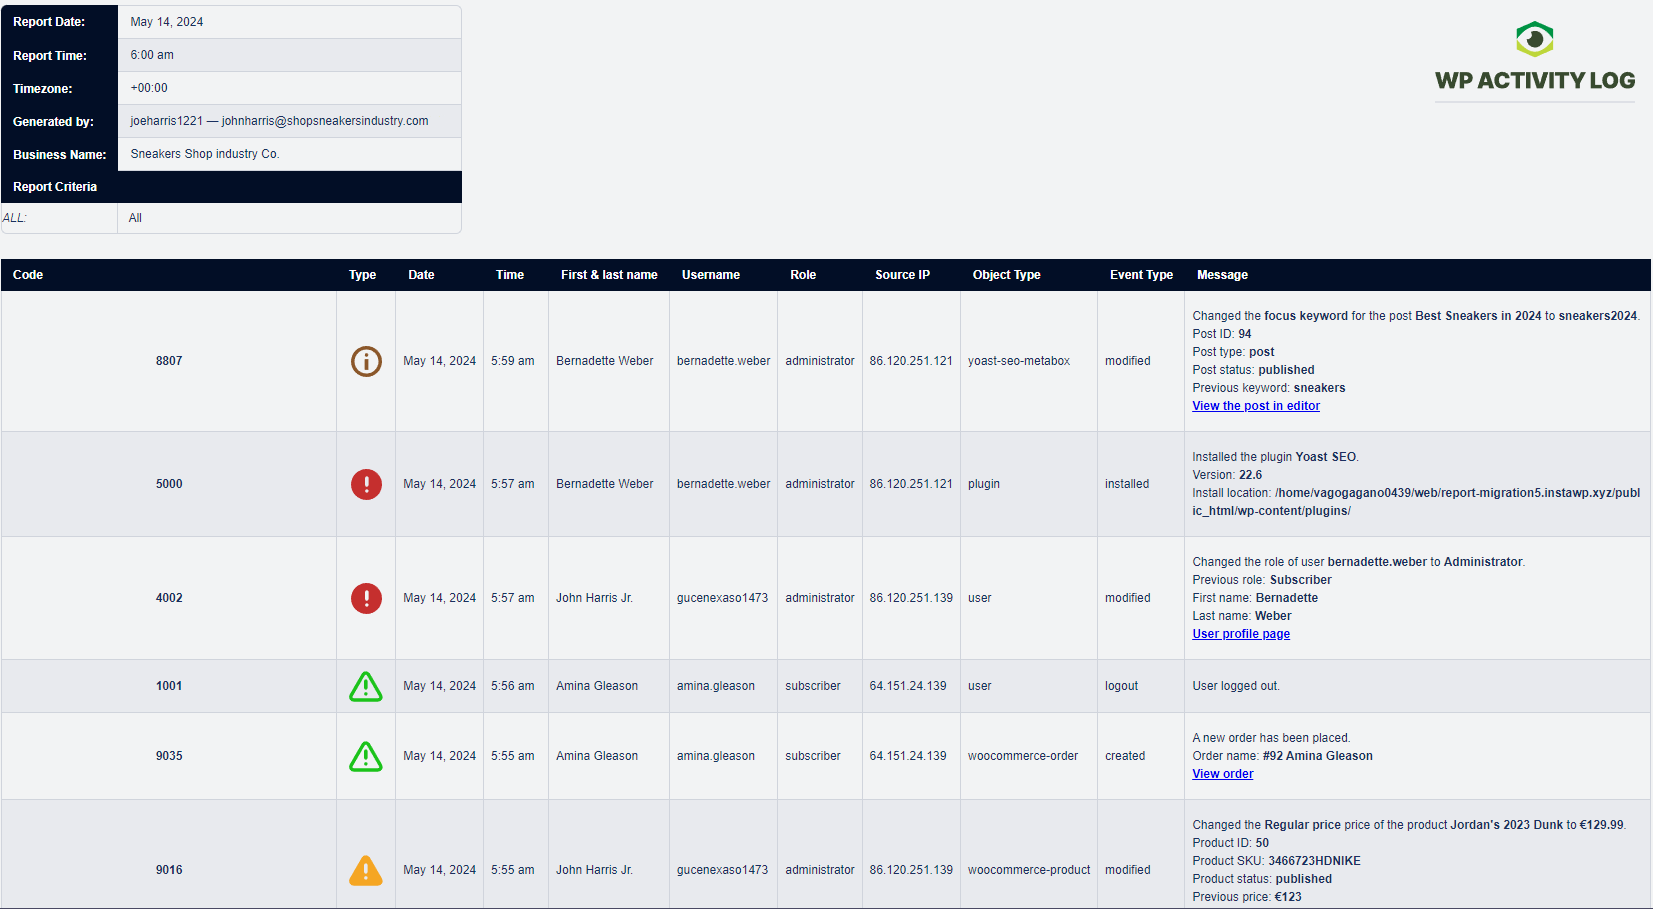 Report Date: May 14, 2024
WP ACTIVITY LOG
Report Time: 6:00 am
Timezone: +00:00
Generated by: joeharris1221 — johnharris@shopsneakersindustry.com
Business Name: Sneakers Shop industry Co.
Report Criteria
ALL: All
Code Type Date Time First & last name Username Role Source IP Object Type Event Type Message
8807 May 14, 2024 5:59 am Bernadette Weber bernadette.weber administrator 86.120.251.121 yoast-seo-metabox modified
Changed the focus keyword for the post Best Sneakers in 2024 to sneakers2024.
Post ID: 94
Post type: post
Post status: published
Previous keyword: sneakers
View the post in editor
5000 May 14, 2024 5:57 am Bernadette Weber bernadette.weber administrator 86.120.251.121 plugin installed
Installed the plugin Yoast SEO.
Version: 22.6
Install location: /home/vagogagano0439/web/report-migration5.instawp.xyz/publ
ic_html/wp-content/plugins/
4002 May 14, 2024 5:57 am John Harris Jr. gucenexaso1473 administrator 86.120.251.139 user modified
Changed the role of user bernadette.weber to Administrator.
Previous role: Subscriber
First name: Bernadette
Last name: Weber
User profile page
1001 May 14, 2024 5:56 am Amina Gleason amina.gleason subscriber 64.151.24.139 user logout User logged out.
9035 May 14, 2024 5:55 am Amina Gleason amina.gleason subscriber 64.151.24.139 woocommerce-order created
A new order has been placed.
Order name: #92 Amina Gleason
View order
9016 May 14, 2024 5:55 am John Harris Jr. gucenexaso1473 administrator 86.120.251.139 woocommerce-product modified
Changed the Regular price price of the product Jordan's 2023 Dunk to €129.99.
Product ID: 50
Product SKU: 3466723HDNIKE
Product status: published
Previous price: €123